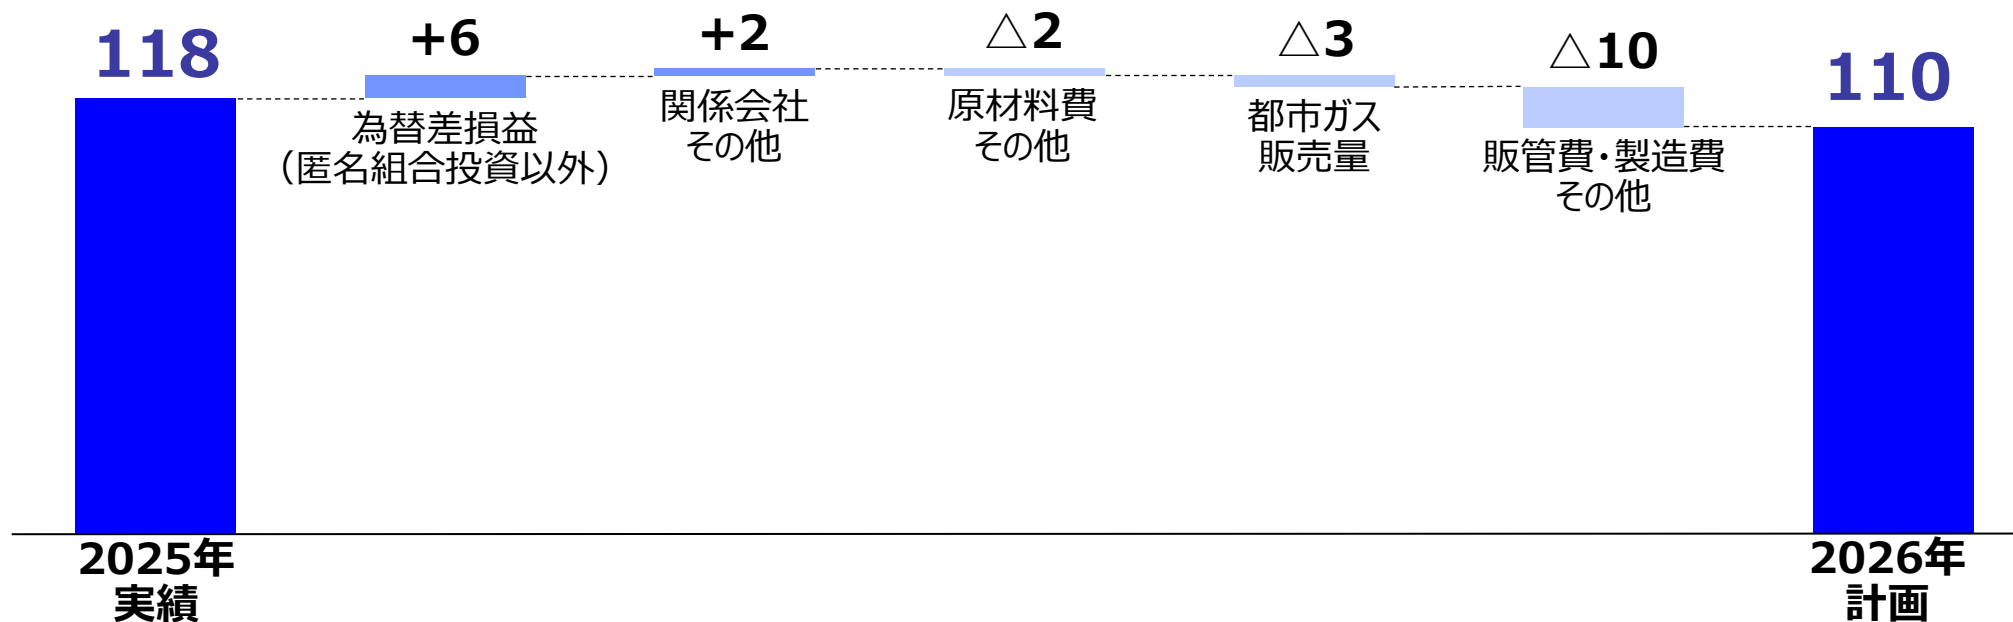 118
2025年
実績
+6
為替差損益
（匿名組合投資以外）
+2
関係会社
その他
△2
原材料費
その他
△3
都市ガス
販売量
△10
販管費・製造費
その他
110
2026年
計画